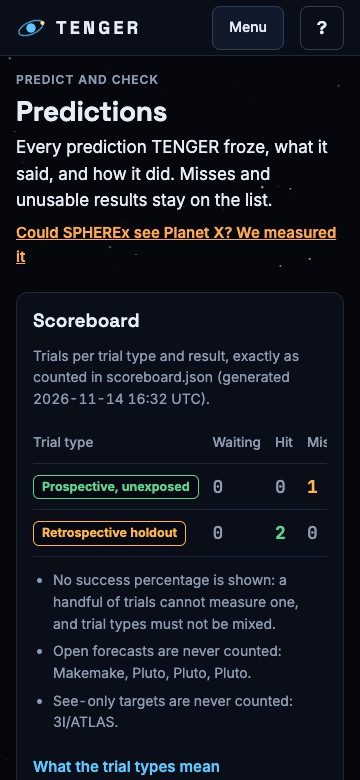 TENGER
Menu
?
PREDICT AND CHECK
Predictions
Every prediction TENGER froze, what it
said, and how it did. Misses and
unusable results stay on the list.
Could SPHEREx see Planet X? We measured
it
Scoreboard
Trials per trial type and result, exactly as
counted in scoreboard.json (generated
2026-11-14 16:32 UTC).
Trial type Waiting Hit Mis
Prospective, unexposed 0 0 1
Retrospective holdout 0 2 0
• No success percentage is shown: a
handful of trials cannot measure one,
and trial types must not be mixed.
• Open forecasts are never counted:
Makemake, Pluto, Pluto, Pluto.
• See-only targets are never counted:
3I/ATLAS.
What the trial types mean